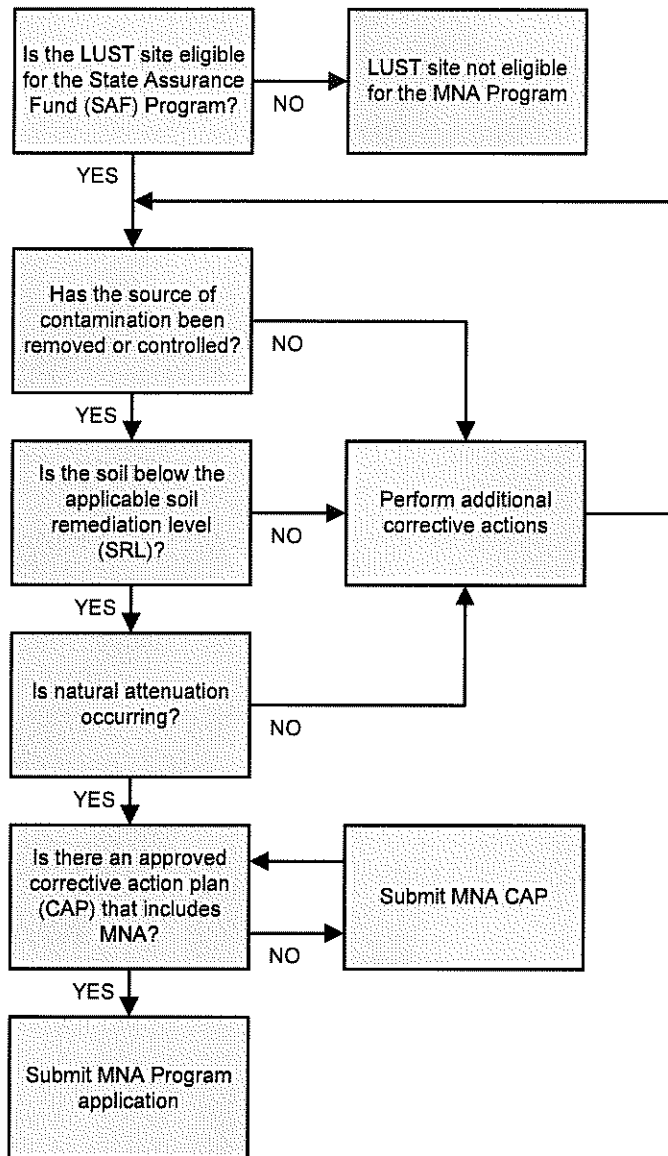 Is the LUST site eligible
for the State Assurance
Fund (SAF) Program?
NO
LUST site not eligible
for the MNA Program
YES
Has the source of
contamination been
removed or controlled?
NO
YES
Is the soil below the
applicable soil
remediation level
(SRL)?
NO
Perform additional
corrective actions
YES
Is natural attenuation
occurring?
NO
YES
Is there an approved
corrective action plan
(CAP) that includes
MNA?
NO
Submit MNA CAP
YES
Submit MNA Program
application